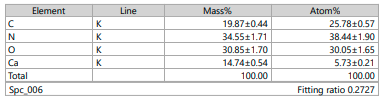 Element Line Mass% Atom%
C K 19.87±0.44 25.78±0.57
N K 34.55±1.71 38.44±1.90
O K 30.85±1.70 30.05±1.65
Ca K 14.74±0.54 5.73±0.21
Total 100.00 100.00
Spc_006 Fitting ratio 0.2727